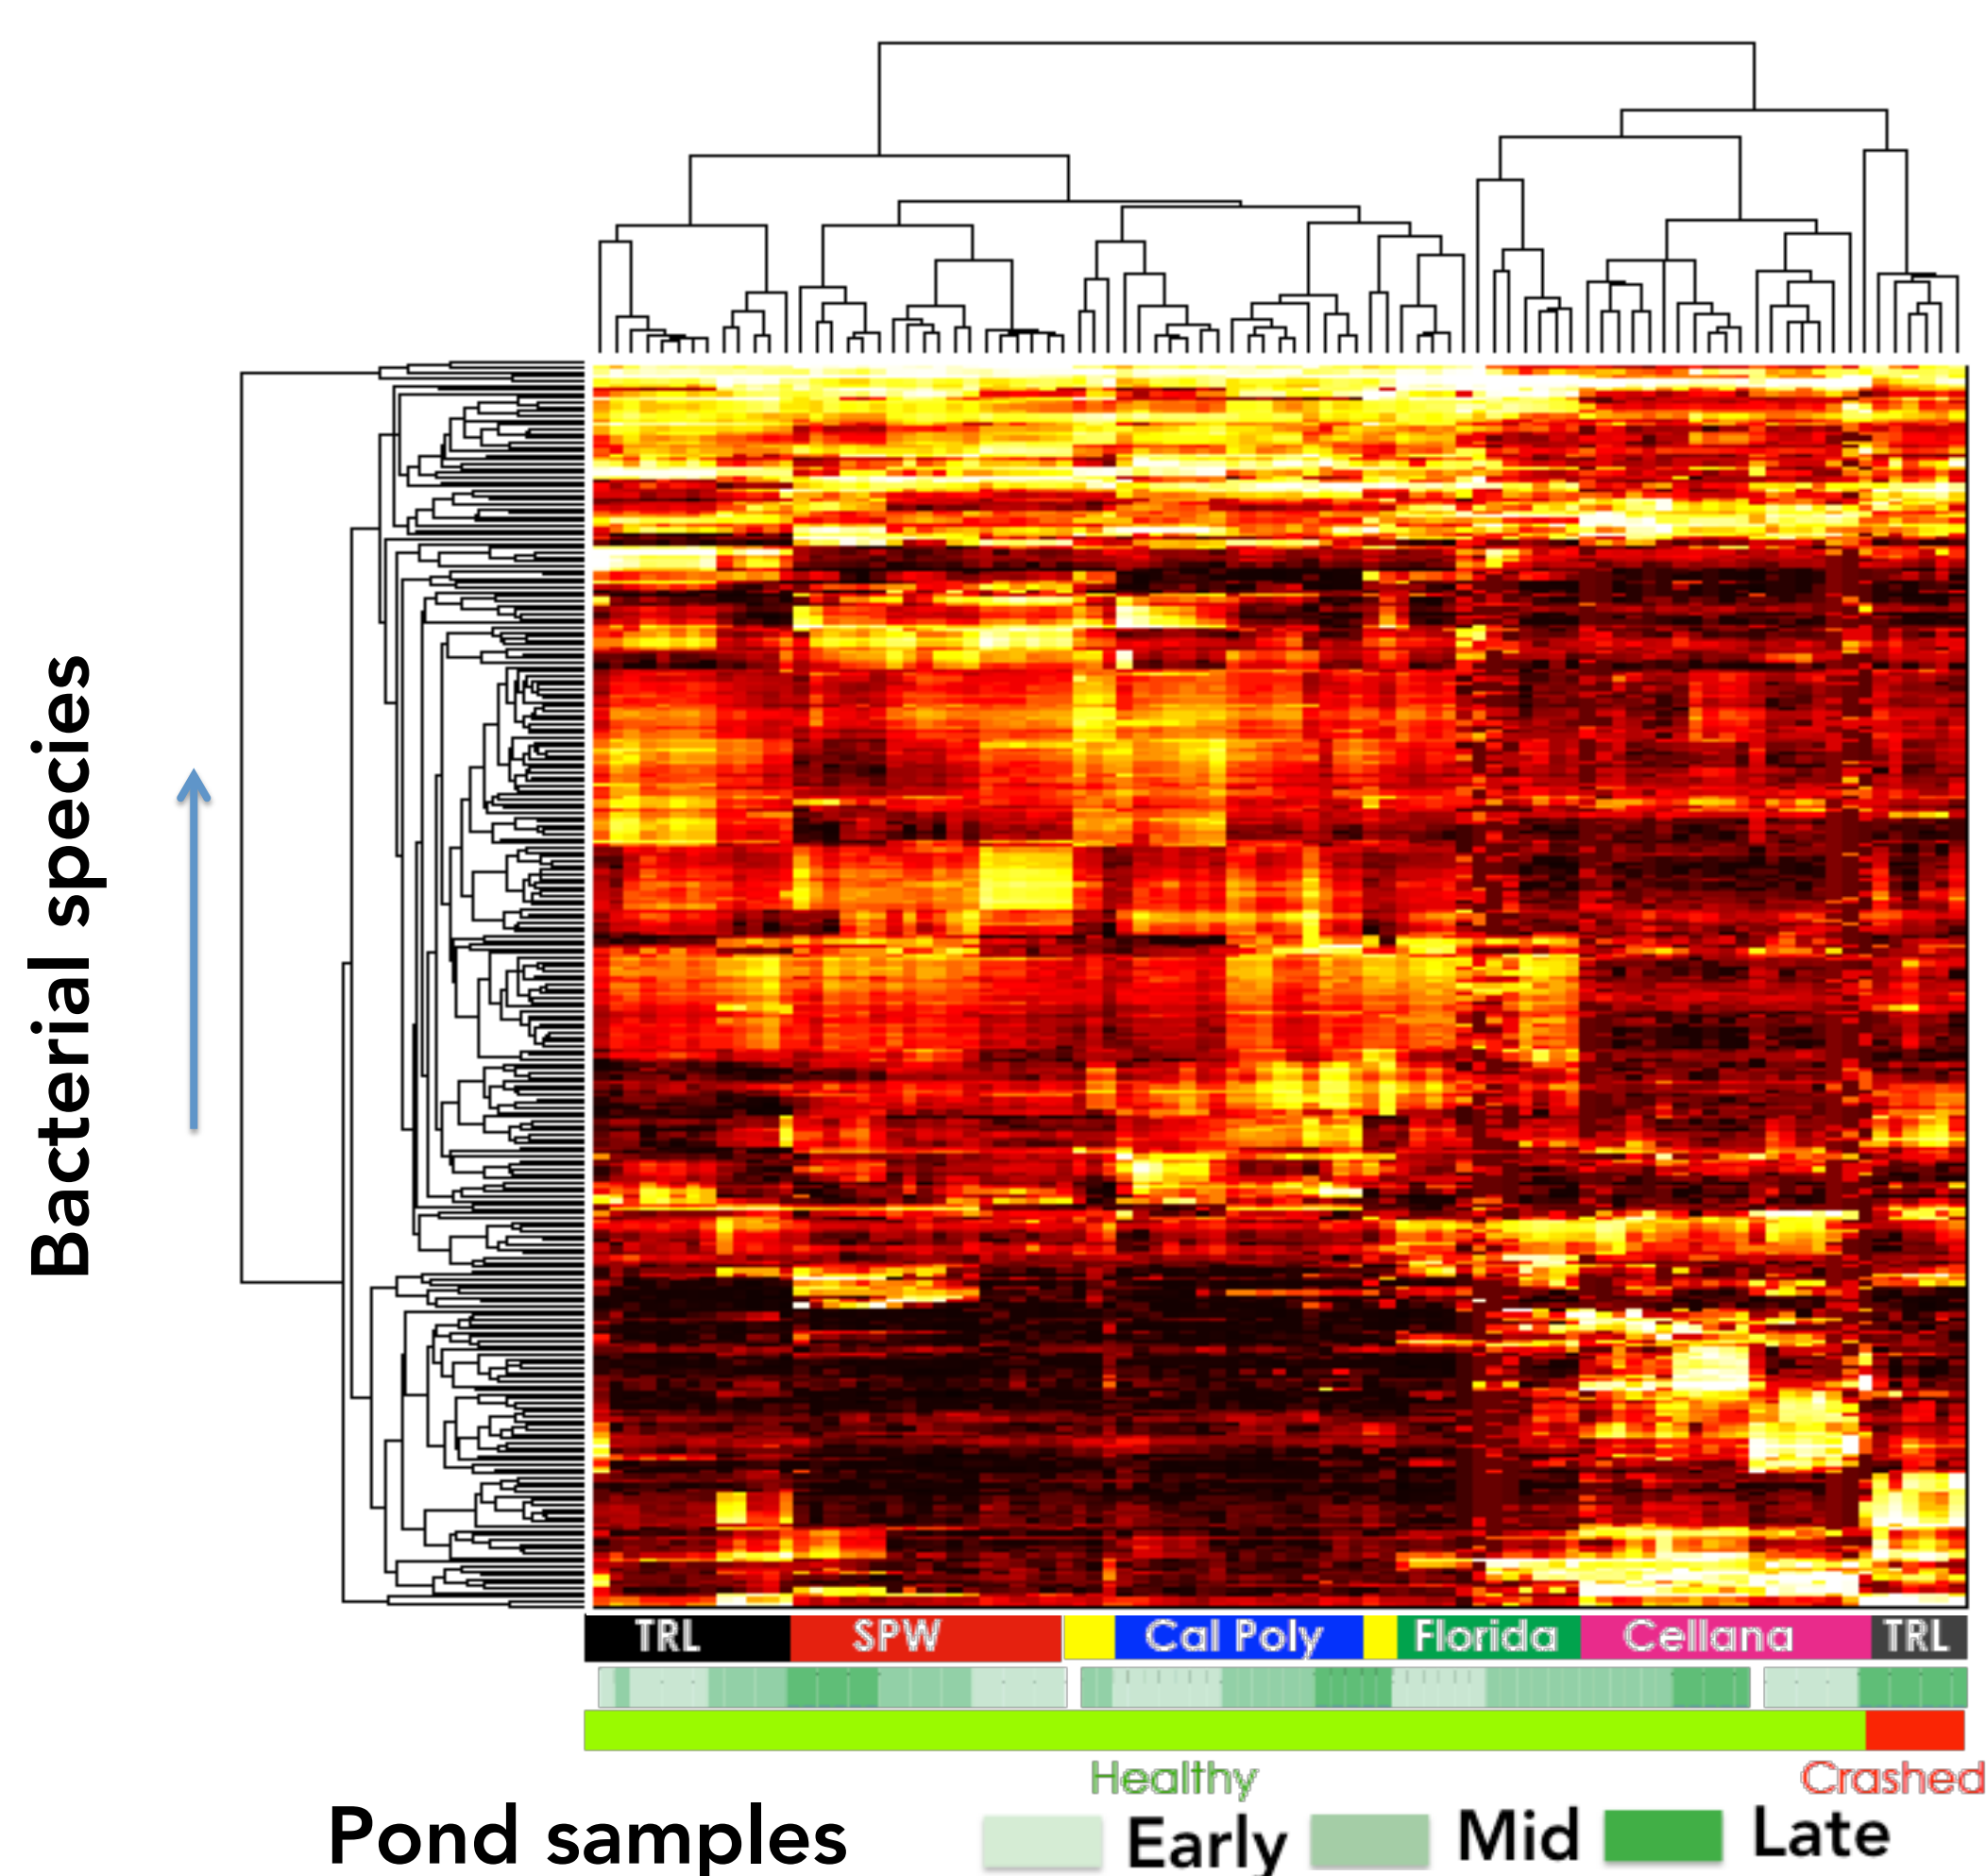 Bacterial species
TRL SPW Cal Poly Florida Cellana TRL
Healthy Crashed
Pond samples Early Mid Late